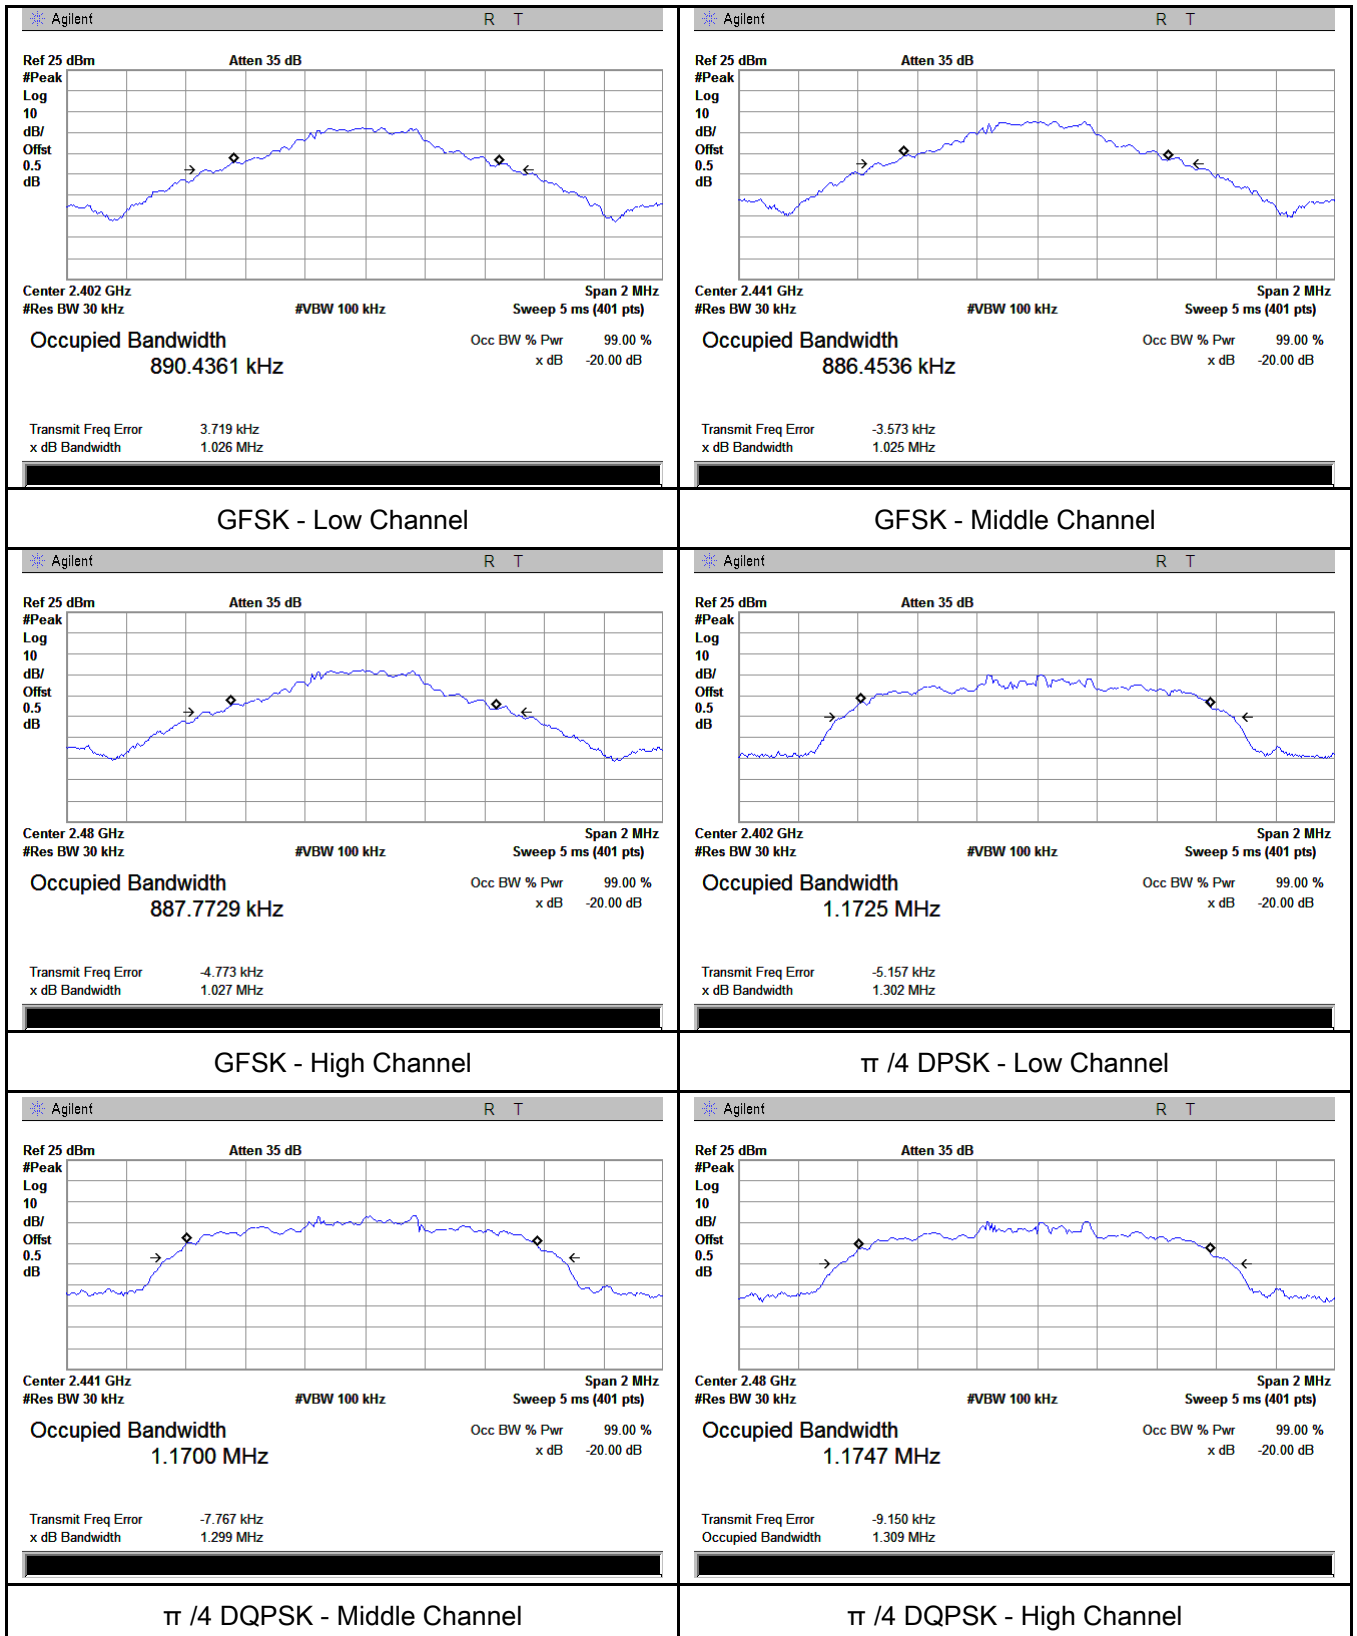 Agilent R T
Ref 25 dBm Atten 35 dB
#Peak
Log
10
dB/
Offst
0.5
dB
Center 2.402 GHz Span 2 MHz
#Res BW 30 kHz #VBW 100 kHz Sweep 5 ms (401 pts)
Occupied Bandwidth Occ BW % Pwr 99.00 %
890.4361 kHz x dB -20.00 dB
Transmit Freq Error 3.719 kHz
x dB Bandwidth 1.026 MHz
GFSK - Low Channel
Agilent R T
Ref 25 dBm Atten 35 dB
#Peak
Log
10
dB/
Offst
0.5
dB
Center 2.441 GHz Span 2 MHz
#Res BW 30 kHz #VBW 100 kHz Sweep 5 ms (401 pts)
Occupied Bandwidth Occ BW % Pwr 99.00 %
886.4536 kHz x dB -20.00 dB
Transmit Freq Error -3.573 kHz
x dB Bandwidth 1.025 MHz
GFSK - Middle Channel
Agilent R T
Ref 25 dBm Atten 35 dB
#Peak
Log
10
dB/
Offst
0.5
dB
Center 2.48 GHz Span 2 MHz
#Res BW 30 kHz #VBW 100 kHz Sweep 5 ms (401 pts)
Occupied Bandwidth Occ BW % Pwr 99.00 %
887.7729 kHz x dB -20.00 dB
Transmit Freq Error -4.773 kHz
x dB Bandwidth 1.027 MHz
GFSK - High Channel
Agilent R T
Ref 25 dBm Atten 35 dB
#Peak
Log
10
dB/
Offst
0.5
dB
Center 2.402 GHz Span 2 MHz
#Res BW 30 kHz #VBW 100 kHz Sweep 5 ms (401 pts)
Occupied Bandwidth Occ BW % Pwr 99.00 %
1.1725 MHz x dB -20.00 dB
Transmit Freq Error -5.157 kHz
x dB Bandwidth 1.302 MHz
π /4 DPSK - Low Channel
Agilent R T
Ref 25 dBm Atten 35 dB
#Peak
Log
10
dB/
Offst
0.5
dB
Center 2.441 GHz Span 2 MHz
#Res BW 30 kHz #VBW 100 kHz Sweep 5 ms (401 pts)
Occupied Bandwidth Occ BW % Pwr 99.00 %
1.1700 MHz x dB -20.00 dB
Transmit Freq Error -7.767 kHz
x dB Bandwidth 1.299 MHz
π /4 DQPSK - Middle Channel
Agilent R T
Ref 25 dBm Atten 35 dB
#Peak
Log
10
dB/
Offst
0.5
dB
Center 2.48 GHz Span 2 MHz
#Res BW 30 kHz #VBW 100 kHz Sweep 5 ms (401 pts)
Occupied Bandwidth Occ BW % Pwr 99.00 %
1.1747 MHz x dB -20.00 dB
Transmit Freq Error -9.150 kHz
Occupied Bandwidth 1.309 MHz
π /4 DQPSK - High Channel